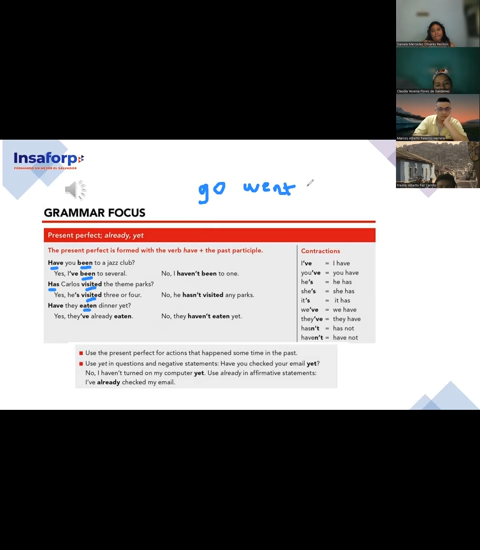 Insaforp
go went
GRAMMAR FOCUS
Present perfect; already, yet
The present perfect is formed with the verb have + the past participle.
Have you been to a jazz club?
Yes, I've been to several. No, I haven't been to one.
Has Carlos visited the theme parks?
Yes, he's visited three or four. No, he hasn't visited any parks.
Have they eaten dinner yet?
Yes, they've already eaten. No, they haven't eaten yet.
Contractions
I've = I have
you've = you have
he's = he has
she's = she has
it's = it has
we've = we have
they've = they have
hasn't = has not
haven't = have not
Use the present perfect for actions that happened some time in the past.
Use yet in questions and negative statements: Have you checked your email yet?
No, I haven't turned on my computer yet. Use already in affirmative statements:
I've already checked my email.